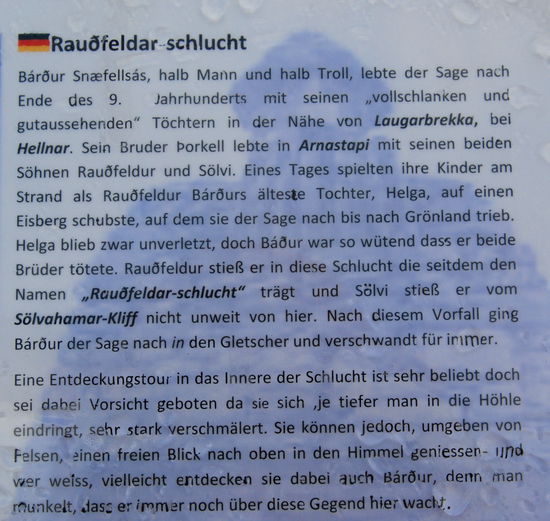 Rauðfeldar-schlucht
Bárður Snæfellsás, halb Mann und halb Troll, lebte der Sage nach
Ende des 9. Jahrhunderts mit seinen „vollschlanken und
gutaussehenden“ Töchtern in der Nähe von Laugarbrekka, bei
Hellnar. Sein Bruder Þorkell lebte in Arnastapi mit seinen beiden
Söhnen Rauðfeldur und Sölvi. Eines Tages spielten ihre Kinder am
Strand als Rauðfeldur Bárðurs älteste Tochter, Helga, auf einen
Eisberg schubste, auf dem sie der Sage nach bis nach Grönland trieb.
Helga blieb zwar unverletzt, doch Báður war so wütend dass er beide
Brüder tötete. Rauðfeldur stieß er in diese Schlucht die seitdem den
Namen „Rauðfeldar-schlucht“ trägt und Sölvi stieß er vom
Sölvahamar-Kliff nicht unweit von hier. Nach diesem Vorfall ging
Bárður der Sage nach in den Gletscher und verschwandt für immer.
Eine Entdeckungstour in das Innere der Schlucht ist sehr beliebt doch
sei dabei Vorsicht geboten da sie sich ,je tiefer man in die Höhle
eindringt, sehr stark verschmälert. Sie können jedoch, umgeben von
Felsen, einen freien Blick nach oben in den Himmel geniessen- und
wer weiss, vielleicht entdecken sie dabei auch Bárður, denn man
munkelt, dass er immer noch über diese Gegend hier wacht.